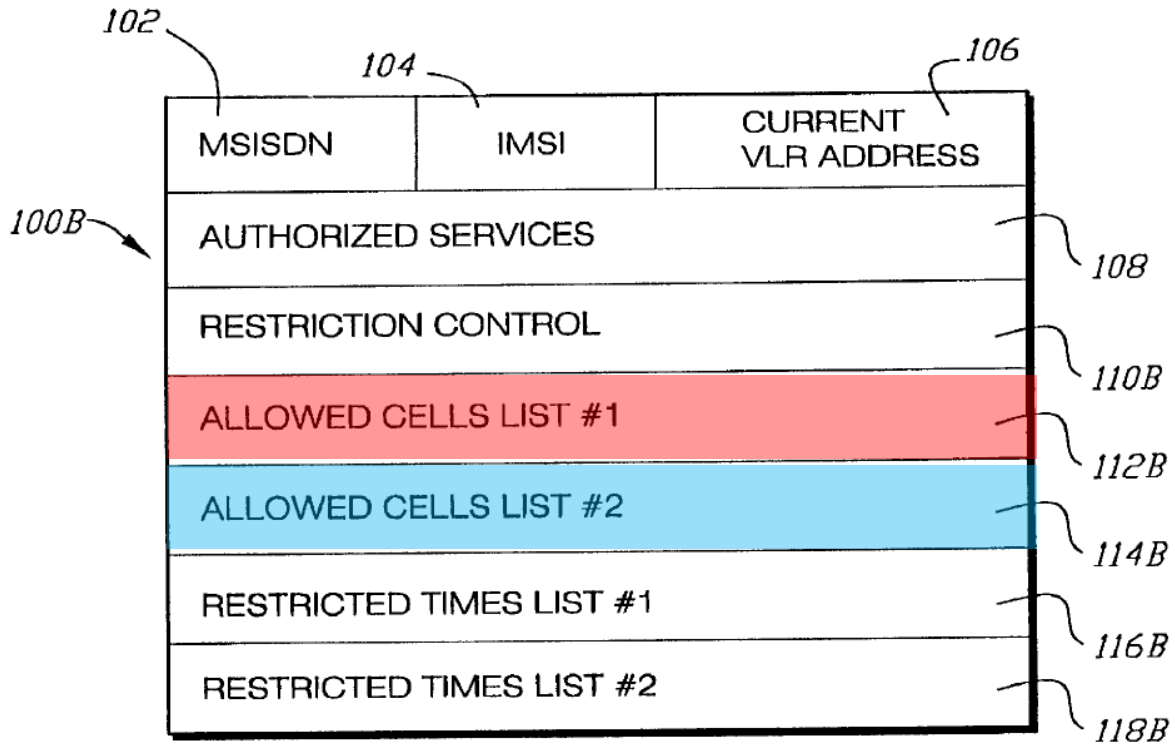 102
104
106
MSISDN
IMSI
CURRENT
VLR ADDRESS
100B
AUTHORIZED SERVICES
108
RESTRICTION CONTROL
110B
ALLOWED CELLS LIST #1
112B
ALLOWED CELLS LIST #2
114B
RESTRICTED TIMES LIST #1
116B
RESTRICTED TIMES LIST #2
118B